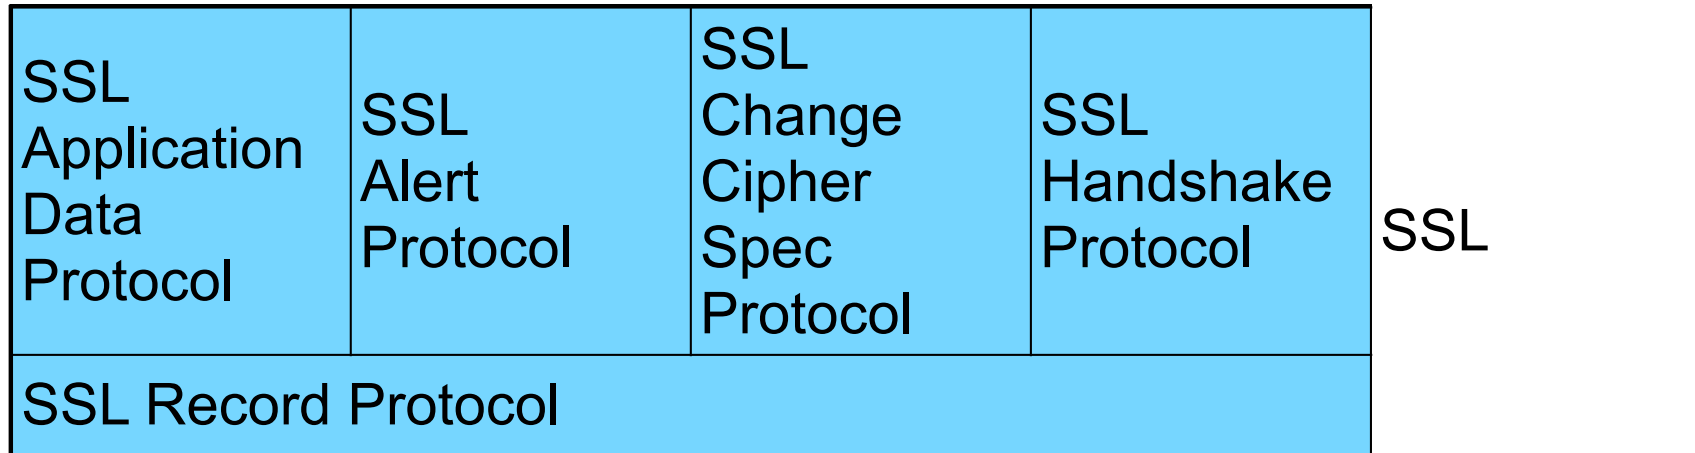 SSL
Application
Data
Protocol
SSL
Alert
Protocol
SSL
Change
Cipher
Spec
Protocol
SSL
Handshake
Protocol
SSL
SSL Record Protocol